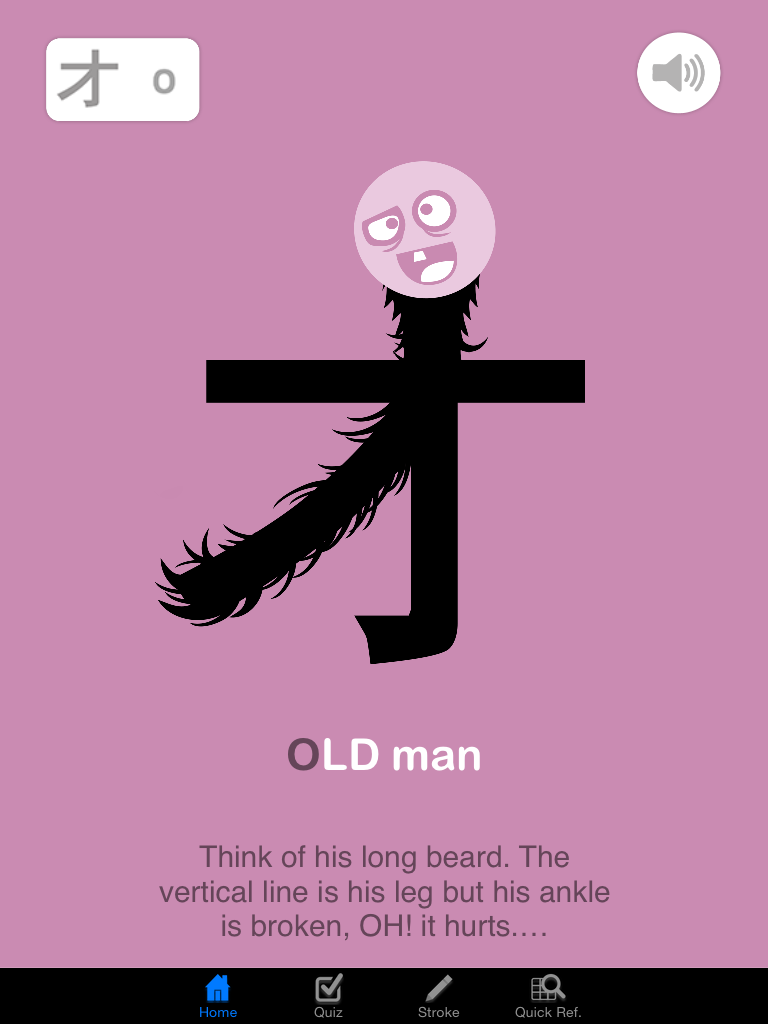 オ o
OLD man
Think of his long beard. The
vertical line is his leg but his ankle
is broken, OH! it hurts....
Home Quiz Stroke Quick Ref.